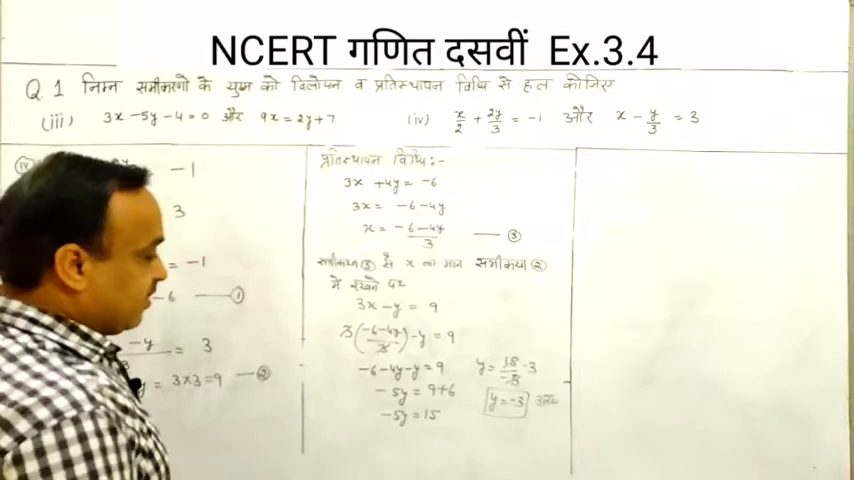 NCERT गणित दसवीं Ex.3.4
Q.1 निम्न समीकरणों के युग्म को विलोपन व प्रतिस्थापन विधि से हल कीजिए
(iii) 3x -5y -4 = 0 और 9x = 2y + 7 (iv) x/2 + 2y/3 = -1 और x - y/3 = 3
-1
3
= -1
-6 — ①
-y/3 = 3
y = 3x3 = 9 — ②
प्रतिस्थापन विधि :-
3x + 4y = -6
3x = -6 -4y
x = -6 -4y/3 — ③
समीकरण ③ से x का मान समीकरण ②
में रखने पर
3x - y = 9
3(-6-4y/3) - y = 9
-6 -4y -y = 9
-5y = 9+6
-5y = 15
y = 15/-5 -3
y = -3